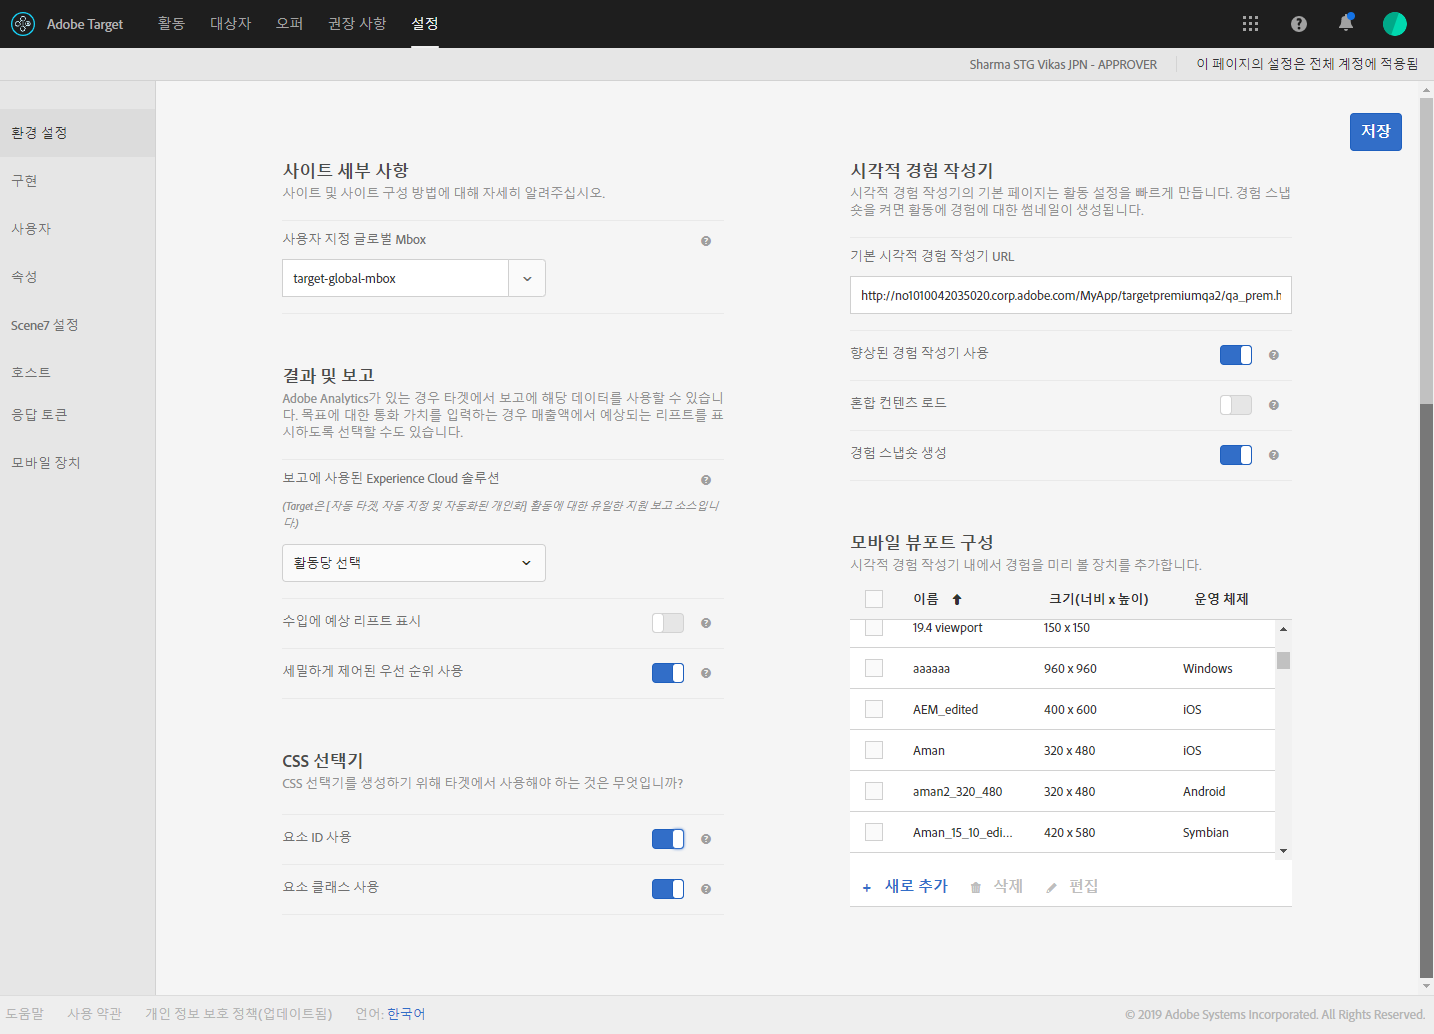 Adobe Target
활동
대상자
오퍼
권장 사항
설정
Sharma STG Vikas JPN - APPROVER
이 페이지의 설정은 전체 계정에 적용됨
환경 설정
구현
사용자
속성
Scene7 설정
호스트
응답 토큰
모바일 장치
저장
사이트 세부 사항
사이트 및 사이트 구성 방법에 대해 자세히 알려주십시오.
사용자 지정 글로벌 Mbox
target-global-mbox
결과 및 보고
Adobe Analytics가 있는 경우 타겟에서 보고에 해당 데이터를 사용할 수 있습니
다. 목표에 대한 통화 가치를 입력하는 경우 매출액에서 예상되는 리프트를 표
시하도록 선택할 수도 있습니다.
보고에 사용된 Experience Cloud 솔루션
(Target은 [자동 타겟, 자동 지정 및 자동화된 개인화] 활동에 대한 유일한 지원 보고 소스입니
다.)
활동당 선택
수입에 예상 리프트 표시
세밀하게 제어된 우선 순위 사용
CSS 선택기
CSS 선택기를 생성하기 위해 타겟에서 사용해야 하는 것은 무엇입니까?
요소 ID 사용
요소 클래스 사용
시각적 경험 작성기
시각적 경험 작성기의 기본 페이지는 활동 설정을 빠르게 만듭니다. 경험 스냅
숏을 켜면 활동에 경험에 대한 썸네일이 생성됩니다.
기본 시각적 경험 작성기 URL
http://no1010042035020.corp.adobe.com/MyApp/targetpremiumqa2/qa_prem.h
향상된 경험 작성기 사용
혼합 컨텐츠 로드
경험 스냅숏 생성
모바일 뷰포트 구성
시각적 경험 작성기 내에서 경험을 미리 볼 장치를 추가합니다.
이름 크기(너비 x 높이) 운영 체제
19.4 viewport 150 x 150
aaaaaa 960 x 960 Windows
AEM_edited 400 x 600 iOS
Aman 320 x 480 iOS
aman2_320_480 320 x 480 Android
Aman_15_10_edi... 420 x 580 Symbian
+ 새로 추가 삭제 편집
도움말
사용 약관
개인 정보 보호 정책(업데이트됨)
언어: 한국어
© 2019 Adobe Systems Incorporated. All Rights Reserved.